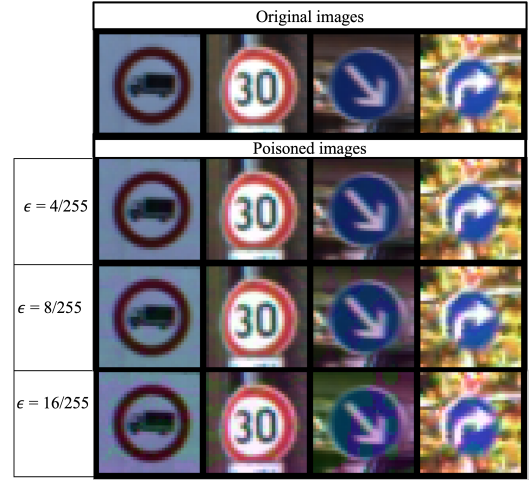 Original images
30
Poisoned images
ϵ = 4/255
30
ϵ = 8/255
30
ϵ = 16/255
30